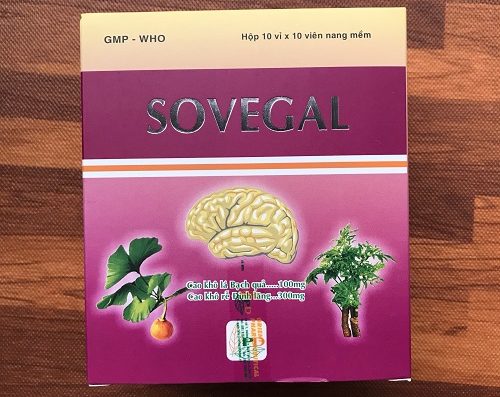 GMP - WHO
Hộp 10 vỉ x 10 viên nang mềm
SOVEGAL
Cao khô lá Bạch quả.....100mg
Cao khô rễ Đinh lăng...300mg